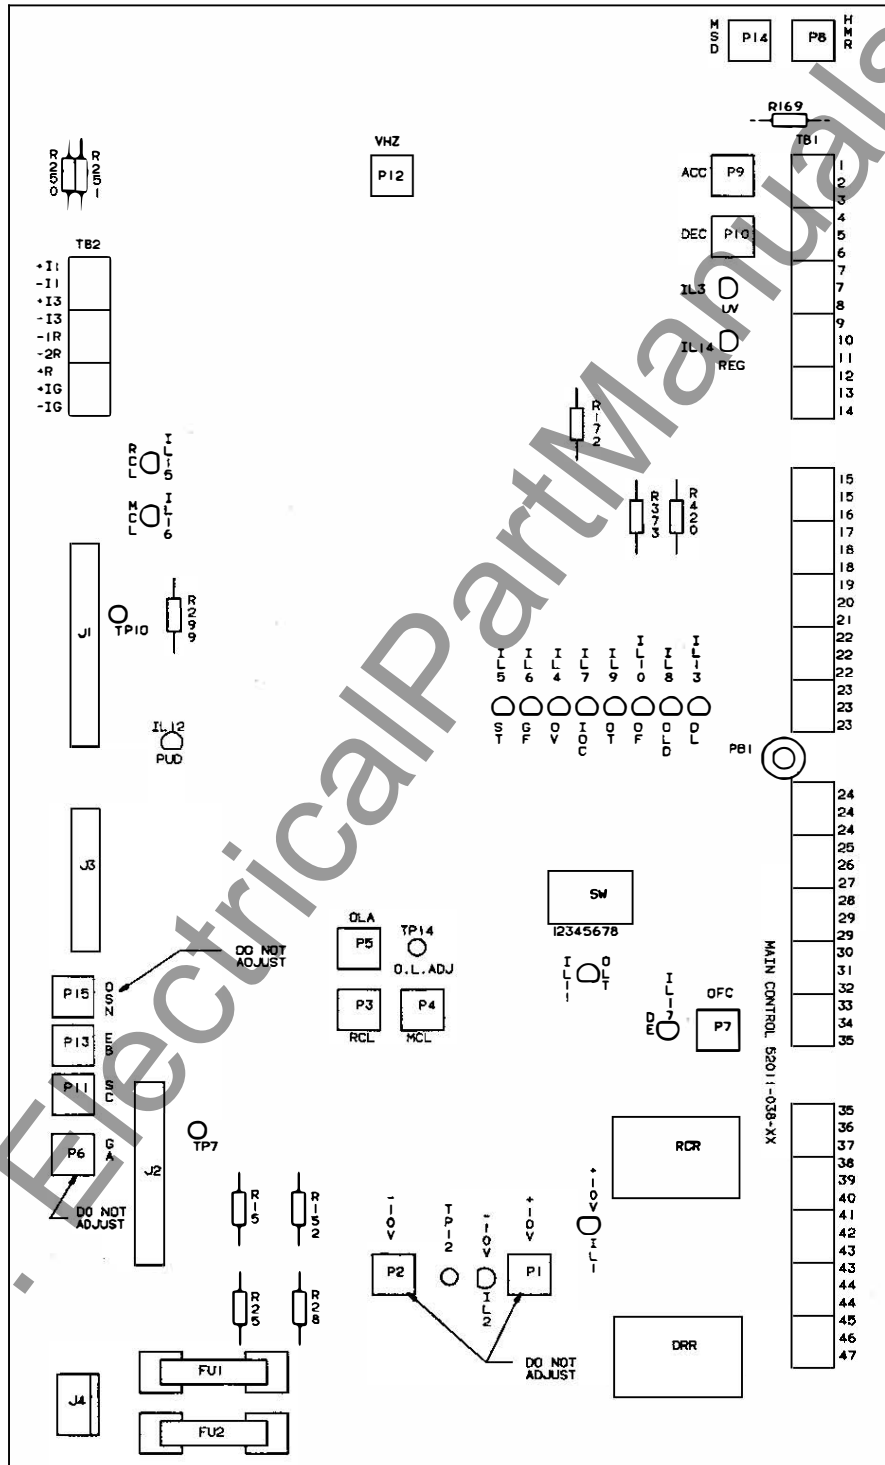 MSD
P14
P8
HMR
R169
TB1
VHZ
P12
R250
R251
ACC
P9
DEC
P10
1
2
3
4
5
6
7
7
8
9
10
11
12
13
14
TB2
+I1
-I1
+I3
-I3
-1R
-2R
+R
+IG
-IG
IL3
UV
IL14
REG
R172
RCL
IL15
MCL
IL16
R373
R420
15
15
16
17
18
18
19
20
21
22
22
22
23
23
23
J1
TP10
R299
IL5
IL6
IL4
IL7
IL9
IL10
IL8
IL13
ST
GF
OV
IOC
OT
OF
OLD
DL
IL12
PUD
PB1
24
24
24
25
26
27
28
29
29
30
31
32
33
34
35
J3
SW
12345678
OLA
P5
TP14
O.L.ADJ
DO NOT
ADJUST
IL11
OLT
P15
OSN
P3
RCL
P4
MCL
IL17
DE
OFC
P7
MAIN CONTROL 52011-038-XX
P13
EB
P11
SC
P6
GA
DO NOT
ADJUST
J2
TP7
RCR
35
36
37
38
39
40
41
42
43
43
44
44
45
46
47
R15
R152
-10V
P2
TP12
-10V
IL2
+10V
P1
+10V
IL1
R25
R28
DO NOT
ADJUST
DRR
FU1
J4
FU2
. ElectricalPartManuals